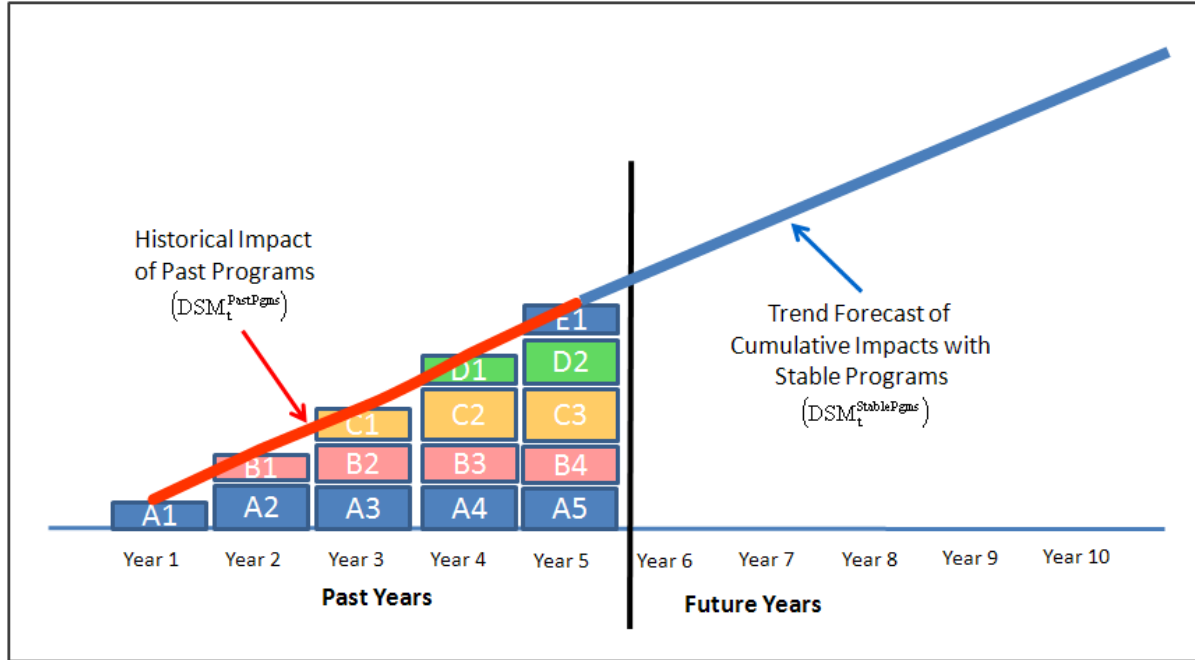 Historical Impact
of Past Programs
(DSM_t^PastPgms)
Trend Forecast of
Cumulative Impacts with
Stable Programs
(DSM_t^StablePgms)
E1
D1 D2
C1 C2 C3
B1 B2 B3 B4
A1 A2 A3 A4 A5
Year 1 Year 2 Year 3 Year 4 Year 5 Year 6 Year 7 Year 8 Year 9 Year 10
Past Years Future Years